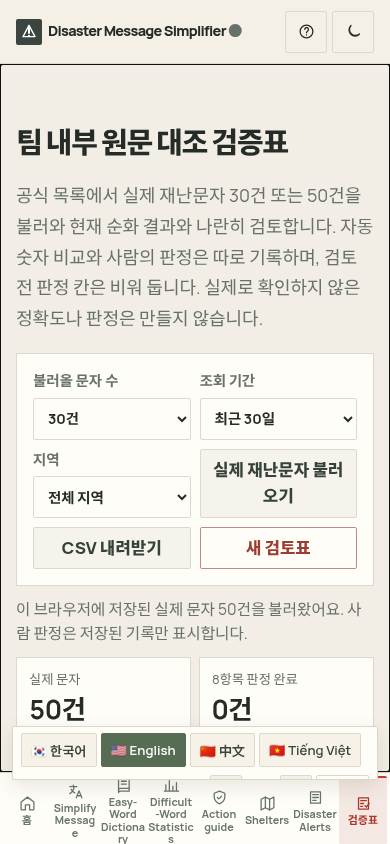 Disaster Message Simplifier
팀 내부 원문 대조 검증표
공식 목록에서 실제 재난문자 30건 또는 50건을
불러와 현재 순화 결과와 나란히 검토합니다. 자동
숫자 비교와 사람의 판정은 따로 기록하며, 검토
전 판정 칸은 비워 둡니다. 실제로 확인하지 않은
정확도나 판정은 만들지 않습니다.
불러올 문자 수
조회 기간
30건
최근 30일
지역
실제 재난문자 불러
오기
전체 지역
CSV 내려받기
새 검토표
이 브라우저에 저장된 실제 문자 50건을 불러왔어요. 사
람 판정은 저장된 기록만 표시합니다.
실제 문자
8항목 판정 완료
50건
0건
🇰🇷 한국어
🇺🇸 English
🇨🇳 中文
🇻🇳 Tiếng Việt
홈
Simplify
Messag
e
Easy-
Word
Dictiona
ry
Difficult
-Word
Statistic
s
Action
guide
Shelters
Disaster
Alerts
검증표